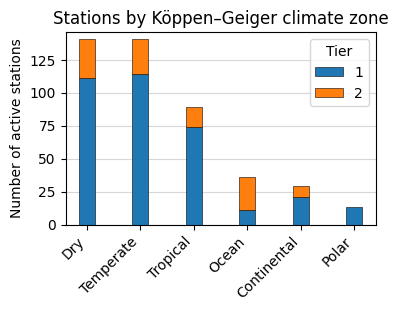 Stations by Köppen–Geiger climate zone
Number of active stations
125
100
75
50
25
0
Tier
1
2
Dry
Temperate
Tropical
Ocean
Continental
Polar